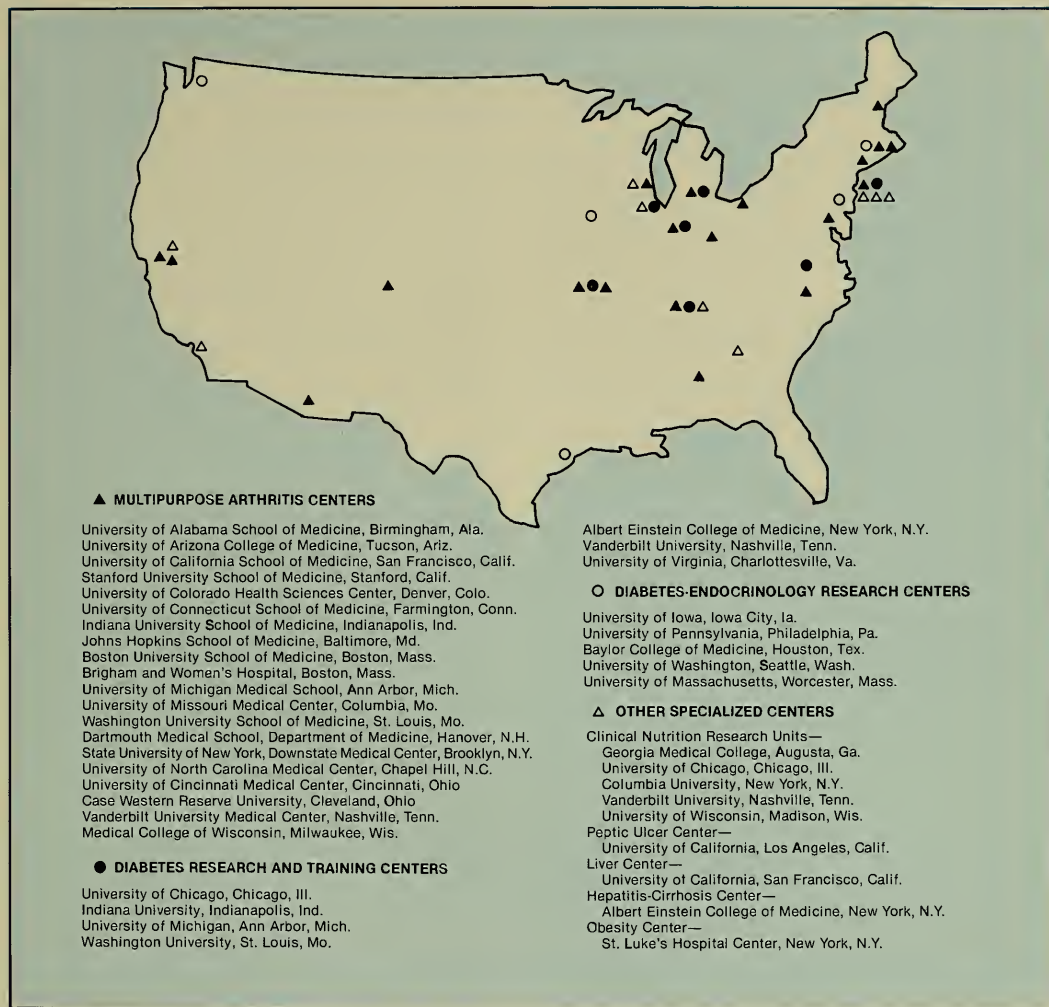 ▲ MULTIPURPOSE ARTHRITIS CENTERS
University of Alabama School of Medicine, Birmingham, Ala.
University of Arizona College of Medicine, Tucson, Ariz.
University of California School of Medicine, San Francisco, Calif.
Stanford University School of Medicine, Stanford, Calif.
University of Colorado Health Sciences Center, Denver, Colo.
University of Connecticut School of Medicine, Farmington, Conn.
Indiana University School of Medicine, Indianapolis, Ind.
Johns Hopkins School of Medicine, Baltimore, Md.
Boston University School of Medicine, Boston, Mass.
Brigham and Women's Hospital, Boston, Mass.
University of Michigan Medical School, Ann Arbor, Mich.
University of Missouri Medical Center, Columbia, Mo.
Washington University School of Medicine, St. Louis, Mo.
Dartmouth Medical School, Department of Medicine, Hanover, N.H.
State University of New York, Downstate Medical Center, Brooklyn, N.Y.
University of North Carolina Medical Center, Chapel Hill, N.C.
University of Cincinnati Medical Center, Cincinnati, Ohio
Case Western Reserve University, Cleveland, Ohio
Vanderbilt University Medical Center, Nashville, Tenn.
Medical College of Wisconsin, Milwaukee, Wis.
● DIABETES RESEARCH AND TRAINING CENTERS
University of Chicago, Chicago, Ill.
Indiana University, Indianapolis, Ind.
University of Michigan, Ann Arbor, Mich.
Washington University, St. Louis, Mo.
Albert Einstein College of Medicine, New York, N.Y.
Vanderbilt University, Nashville, Tenn.
University of Virginia, Charlottesville, Va.
○ DIABETES-ENDOCRINOLOGY RESEARCH CENTERS
University of Iowa, Iowa City, Ia.
University of Pennsylvania, Philadelphia, Pa.
Baylor College of Medicine, Houston, Tex.
University of Washington, Seattle, Wash.
University of Massachusetts, Worcester, Mass.
△ OTHER SPECIALIZED CENTERS
Clinical Nutrition Research Units—
Georgia Medical College, Augusta, Ga.
University of Chicago, Chicago, Ill.
Columbia University, New York, N.Y.
Vanderbilt University, Nashville, Tenn.
University of Wisconsin, Madison, Wis.
Peptic Ulcer Center—
University of California, Los Angeles, Calif.
Liver Center—
University of California, San Francisco, Calif.
Hepatitis-Cirrhosis Center—
Albert Einstein College of Medicine, New York, N.Y.
Obesity Center—
St. Luke's Hospital Center, New York, N.Y.